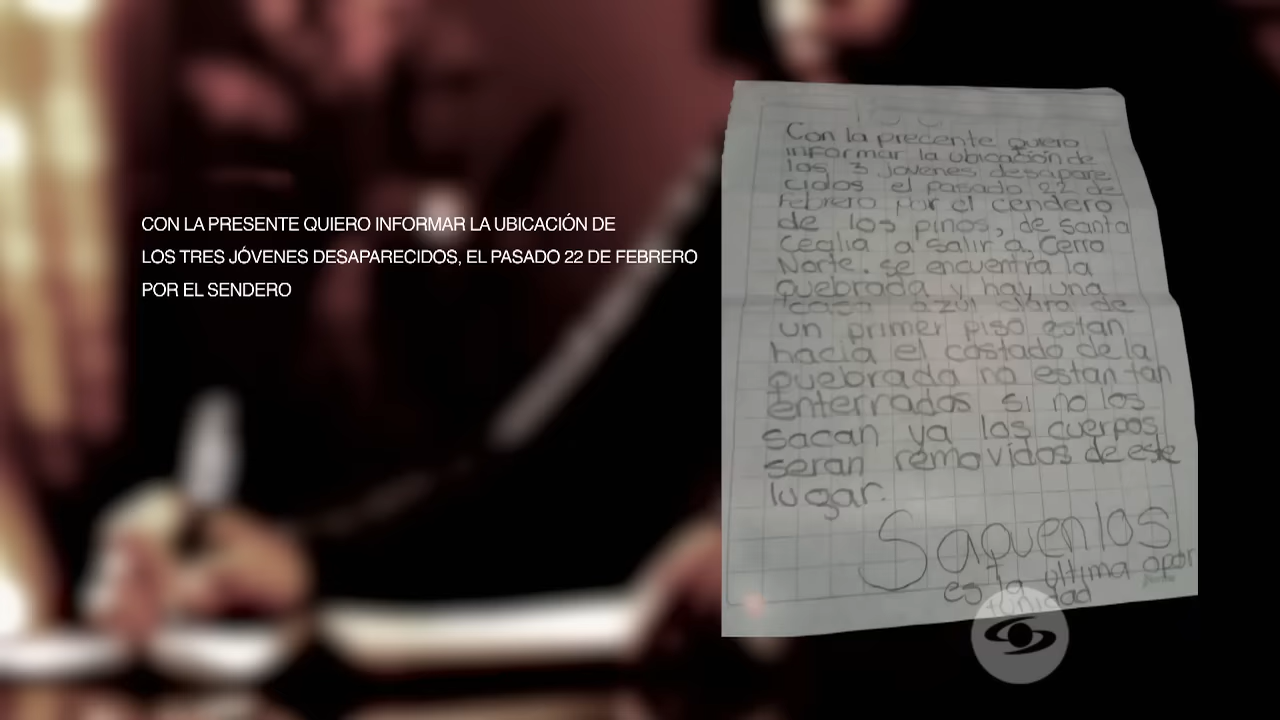 CON LA PRESENTE QUIERO INFORMAR LA UBICACIÓN DE
LOS TRES JÓVENES DESAPARECIDOS, EL PASADO 22 DE FEBRERO
POR EL SENDERO
Con la precente quiero
informar la ubicación de
los 3 jovenes desapare
cidos el pasado 22 de
Febrero por el cendero
de los pinos, de santa
Ceglia a salir a, Cerro
Norte. se encuentra la
quebrada y hay una
casa azul claro de
un primer piso estan
hacia el costado de la
quebrada no estan tan
enterrados si no los
sacan ya los cuerpos
seran removidos de este
lugar.
Saquenlos
es la ultima opor
tunidad